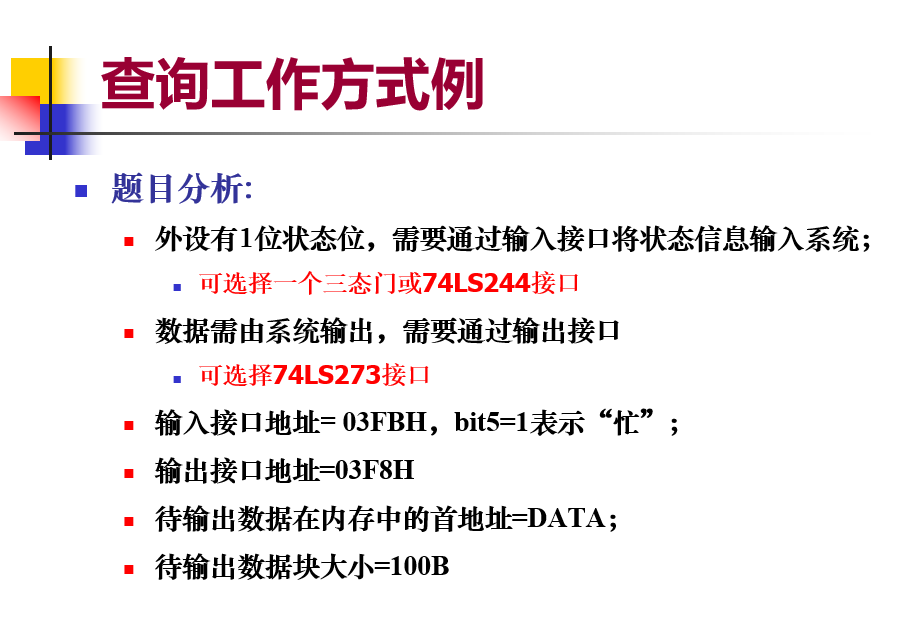 查询工作方式例
题目分析:
外设有1位状态位，需要通过输入接口将状态信息输入系统；
可选择一个三态门或74LS244接口
数据需由系统输出，需要通过输出接口
可选择74LS273接口
输入接口地址= 03FBH，bit5=1表示“忙”；
输出接口地址=03F8H
待输出数据在内存中的首地址=DATA；
待输出数据块大小=100B